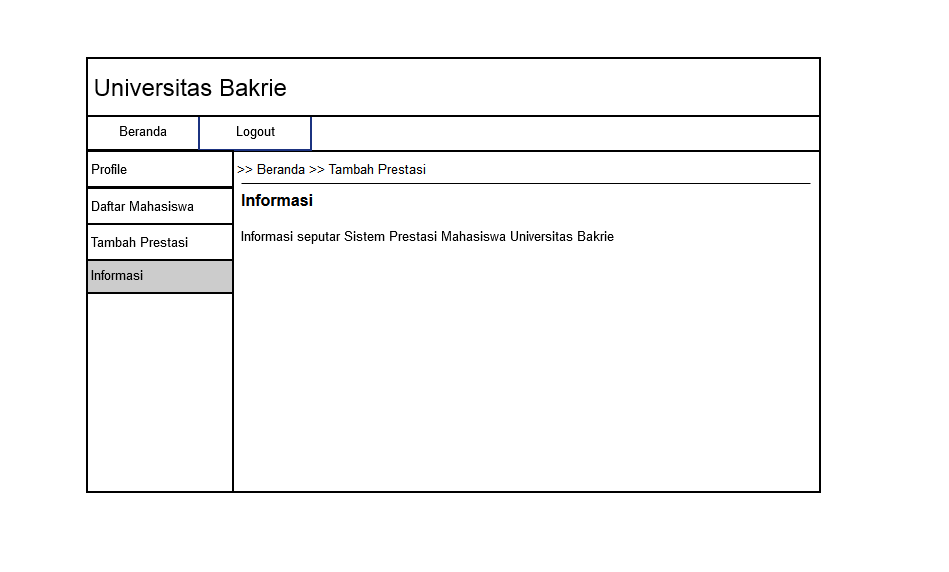 Universitas Bakrie
Beranda
Logout
Profile
Daftar Mahasiswa
Tambah Prestasi
Informasi
>> Beranda >> Tambah Prestasi
Informasi
Informasi seputar Sistem Prestasi Mahasiswa Universitas Bakrie